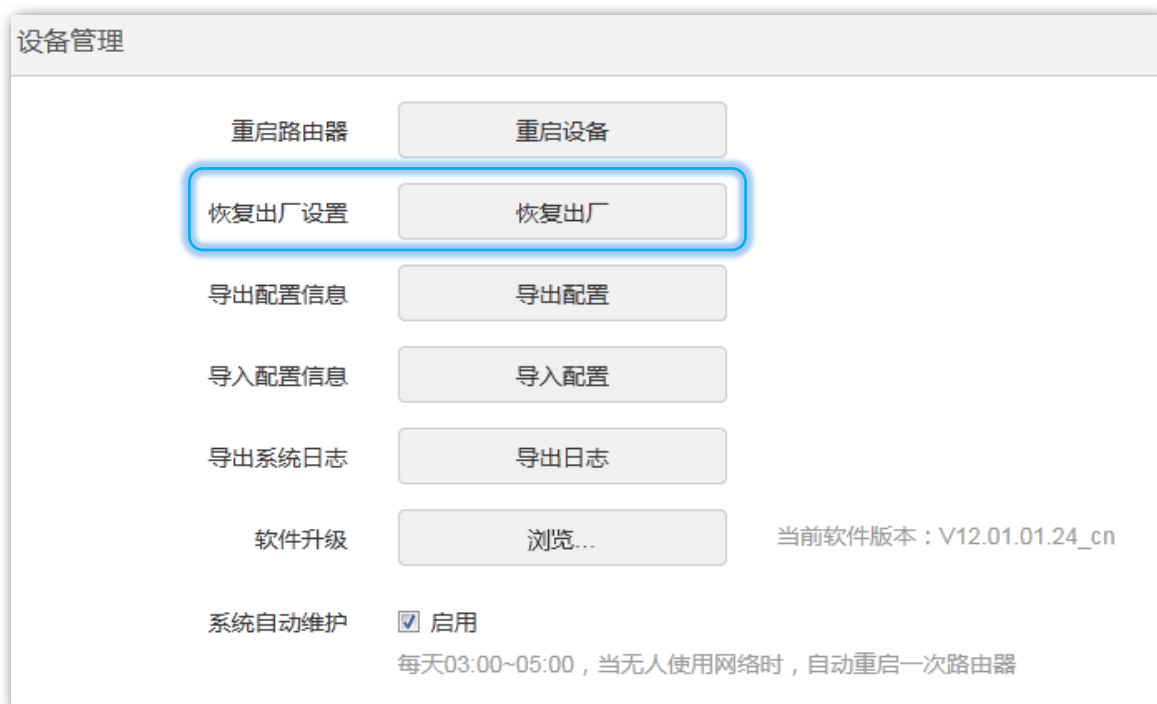 设备管理
重启路由器 重启设备
恢复出厂设置 恢复出厂
导出配置信息 导出配置
导入配置信息 导入配置
导出系统日志 导出日志
软件升级 浏览... 当前软件版本：V12.01.01.24_cn
系统自动维护 启用
每天03:00~05:00，当无人使用网络时，自动重启一次路由器